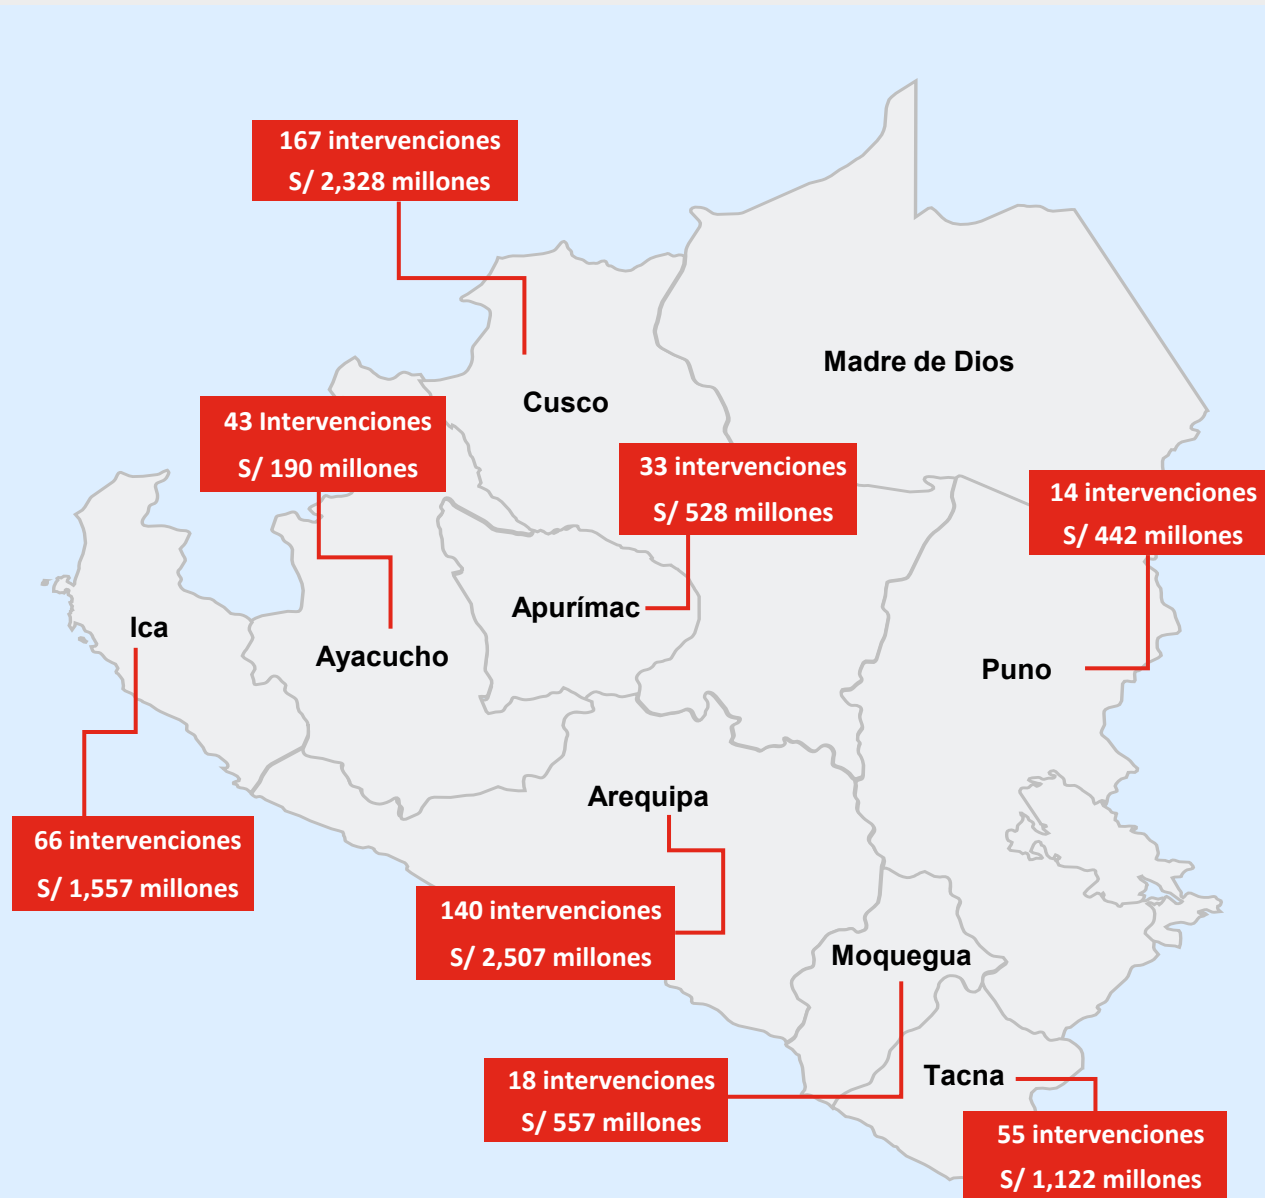 167 intervenciones
S/ 2,328 millones
Madre de Dios
Cusco
43 Intervenciones
S/ 190 millones
33 intervenciones
S/ 528 millones
14 intervenciones
S/ 442 millones
Apurímac
Ica
Ayacucho
Puno
Arequipa
66 intervenciones
S/ 1,557 millones
140 intervenciones
S/ 2,507 millones
Moquegua
18 intervenciones
S/ 557 millones
Tacna
55 intervenciones
S/ 1,122 millones